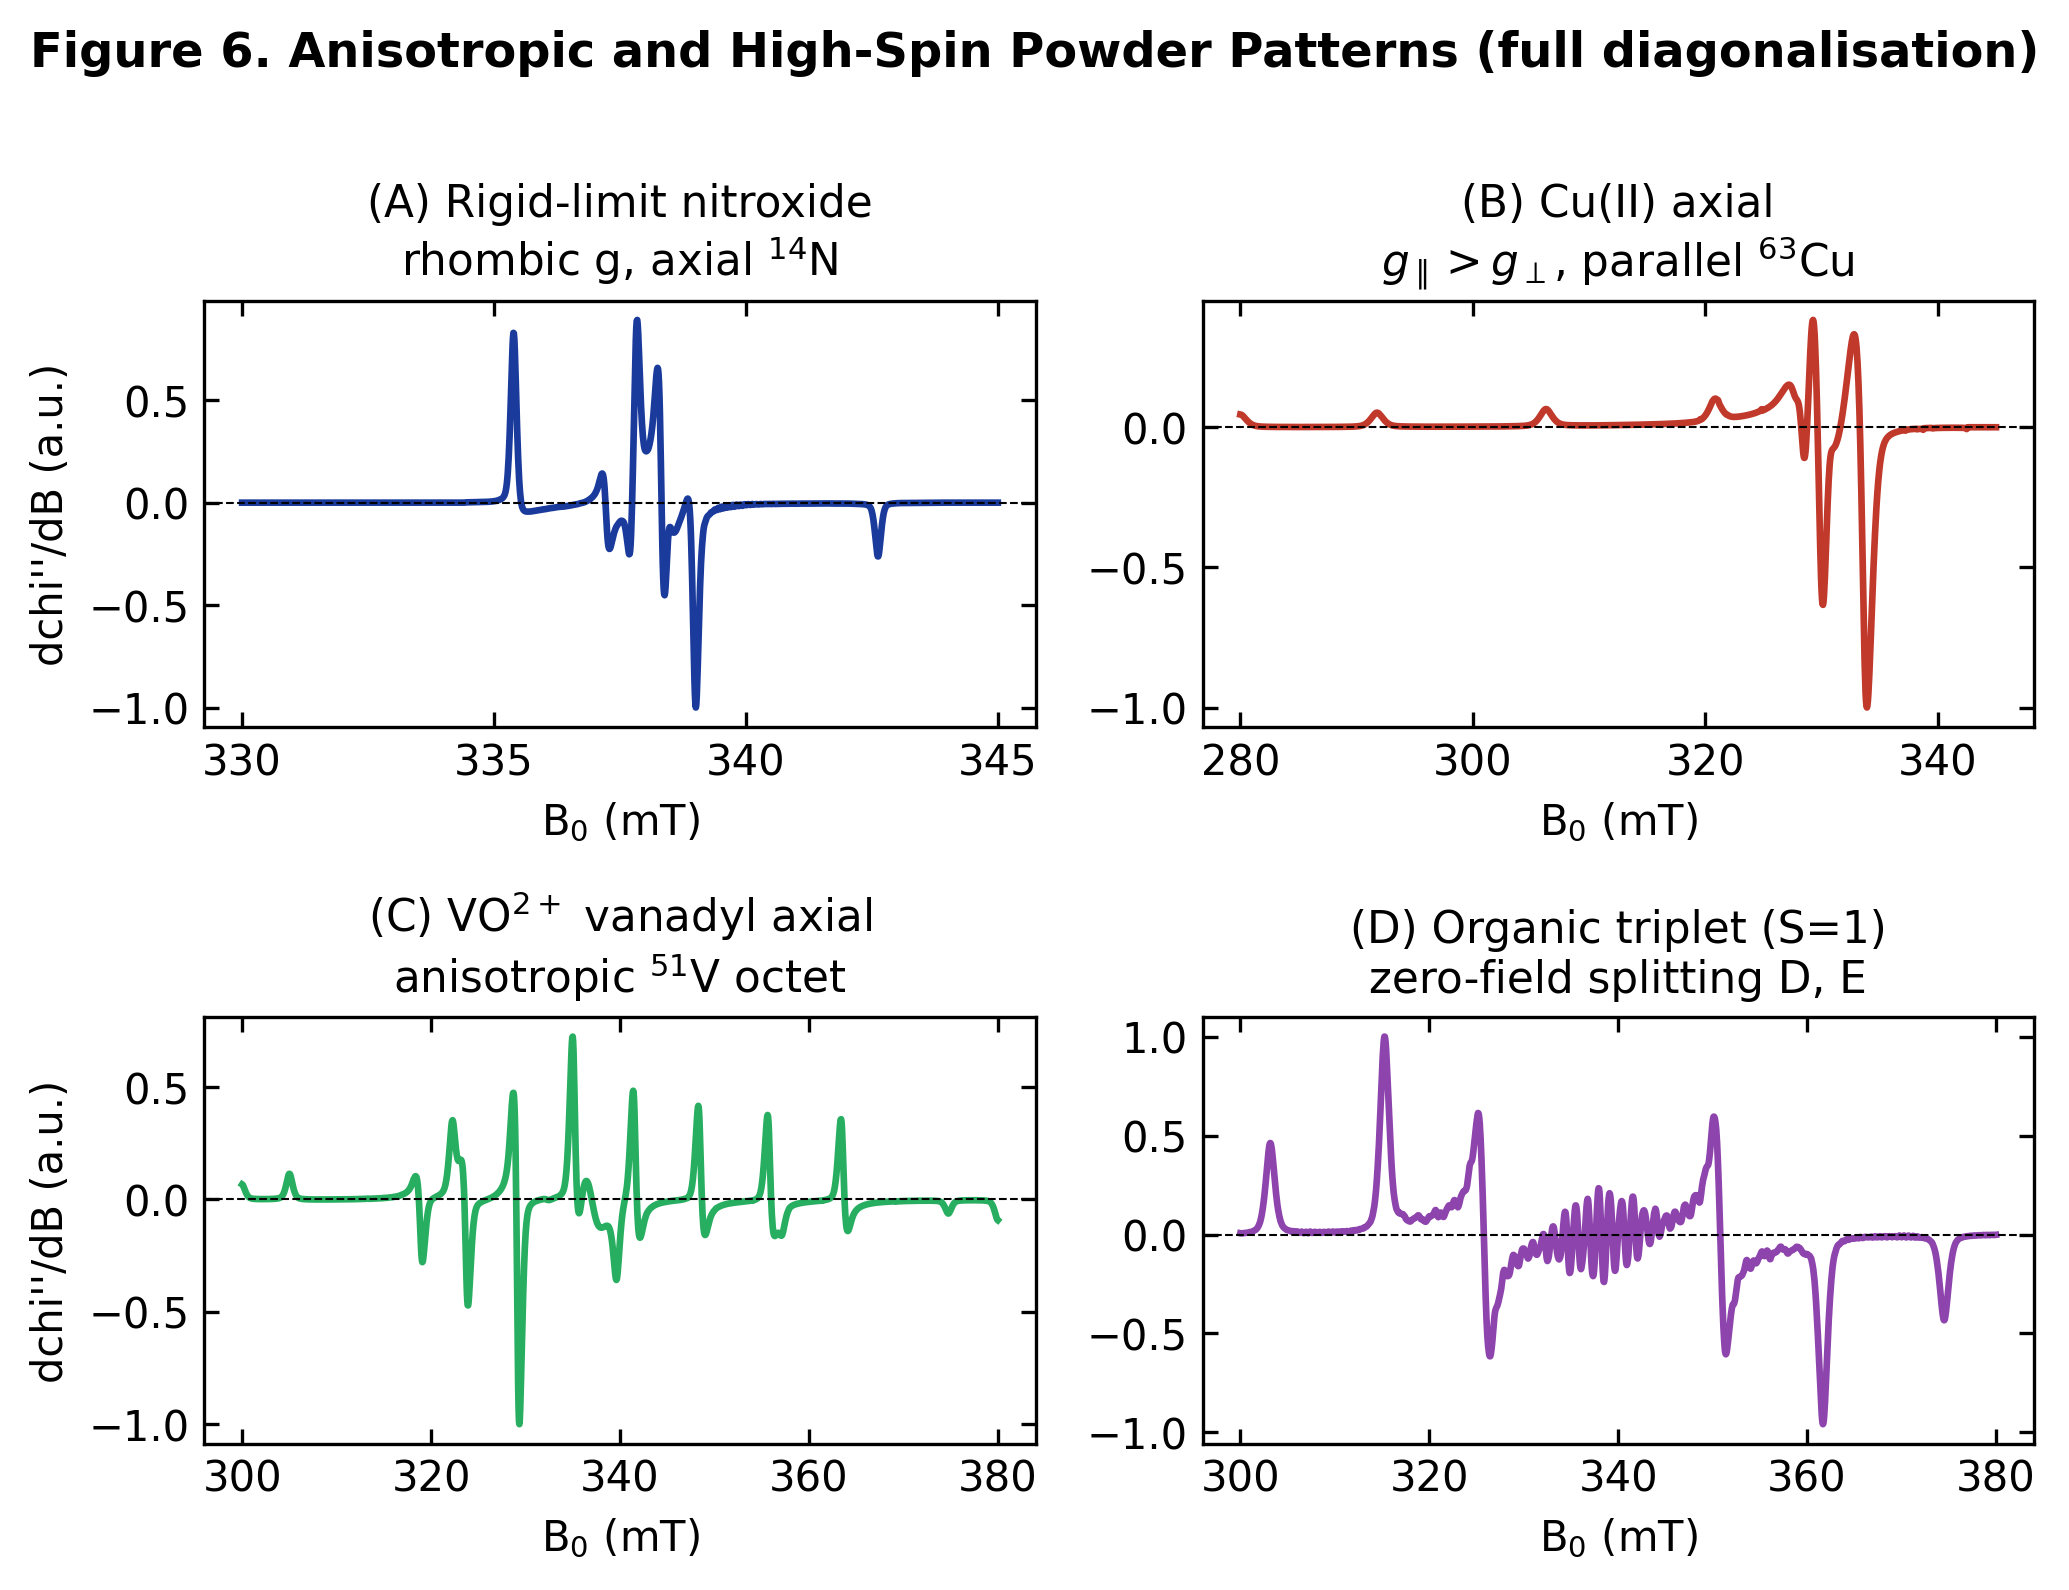 Figure 6. Anisotropic and High-Spin Powder Patterns (full diagonalisation)
(A) Rigid-limit nitroxide
rhombic g, axial ¹⁴N
dchi''/dB (a.u.)
0.5
0.0
−0.5
−1.0
330 335 340 345
B₀ (mT)
(B) Cu(II) axial
g∥ > g⊥, parallel ⁶³Cu
0.0
−0.5
−1.0
280 300 320 340
B₀ (mT)
(C) VO²⁺ vanadyl axial
anisotropic ⁵¹V octet
dchi''/dB (a.u.)
0.5
0.0
−0.5
−1.0
300 320 340 360 380
B₀ (mT)
(D) Organic triplet (S=1)
zero-field splitting D, E
1.0
0.5
0.0
−0.5
−1.0
300 320 340 360 380
B₀ (mT)